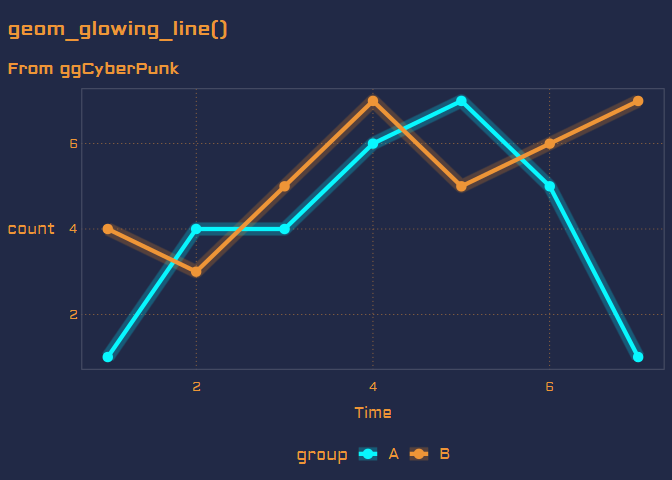 geom_glowing_line()
From ggCyberPunk
6
count 4
2
2 4 6
Time
group A B